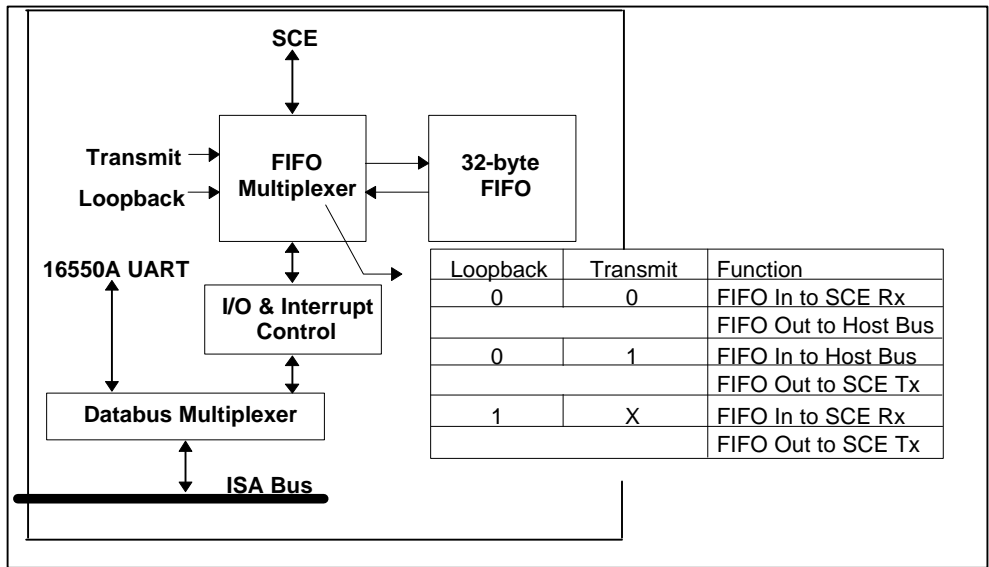 SCE
Transmit
Loopback
FIFO
Multiplexer
32-byte
FIFO
16550A UART
I/O & Interrupt
Control
Databus Multiplexer
ISA Bus
Loopback Transmit Function
0 0 FIFO In to SCE Rx
FIFO Out to Host Bus
0 1 FIFO In to Host Bus
FIFO Out to SCE Tx
1 X FIFO In to SCE Rx
FIFO Out to SCE Tx